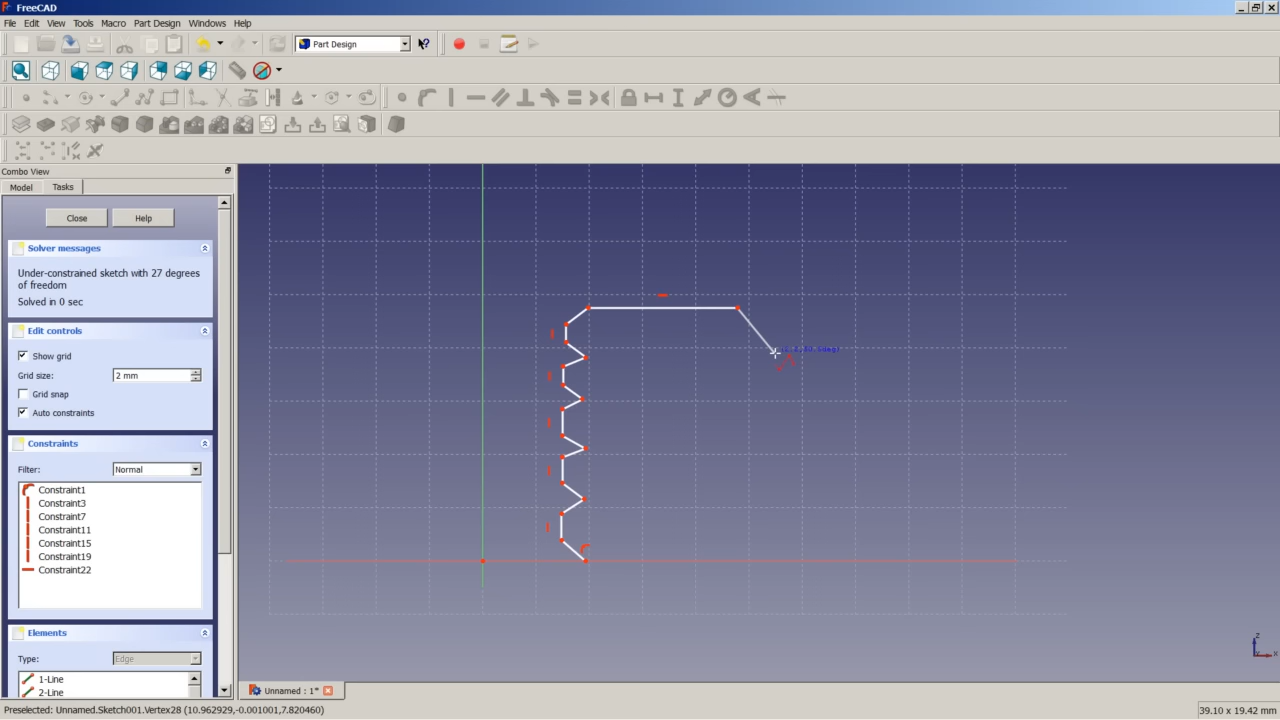 FreeCAD
File Edit View Tools Macro Part Design Windows Help
Part Design
Combo View
Model Tasks
Close Help
Solver messages
Under-constrained sketch with 27 degrees
of freedom
Solved in 0 sec
Edit controls
Show grid
Grid size: 2 mm
Grid snap
Auto constraints
Constraints
Filter: Normal
Constraint1
Constraint3
Constraint7
Constraint11
Constraint15
Constraint19
Constraint22
Elements
Type: Edge
1-Line
2-Line
Unnamed : 1*
Preselected: Unnamed.Sketch001.Vertex28 (10.962929,-0.001001,7.820460)
39.10 x 19.42 mm